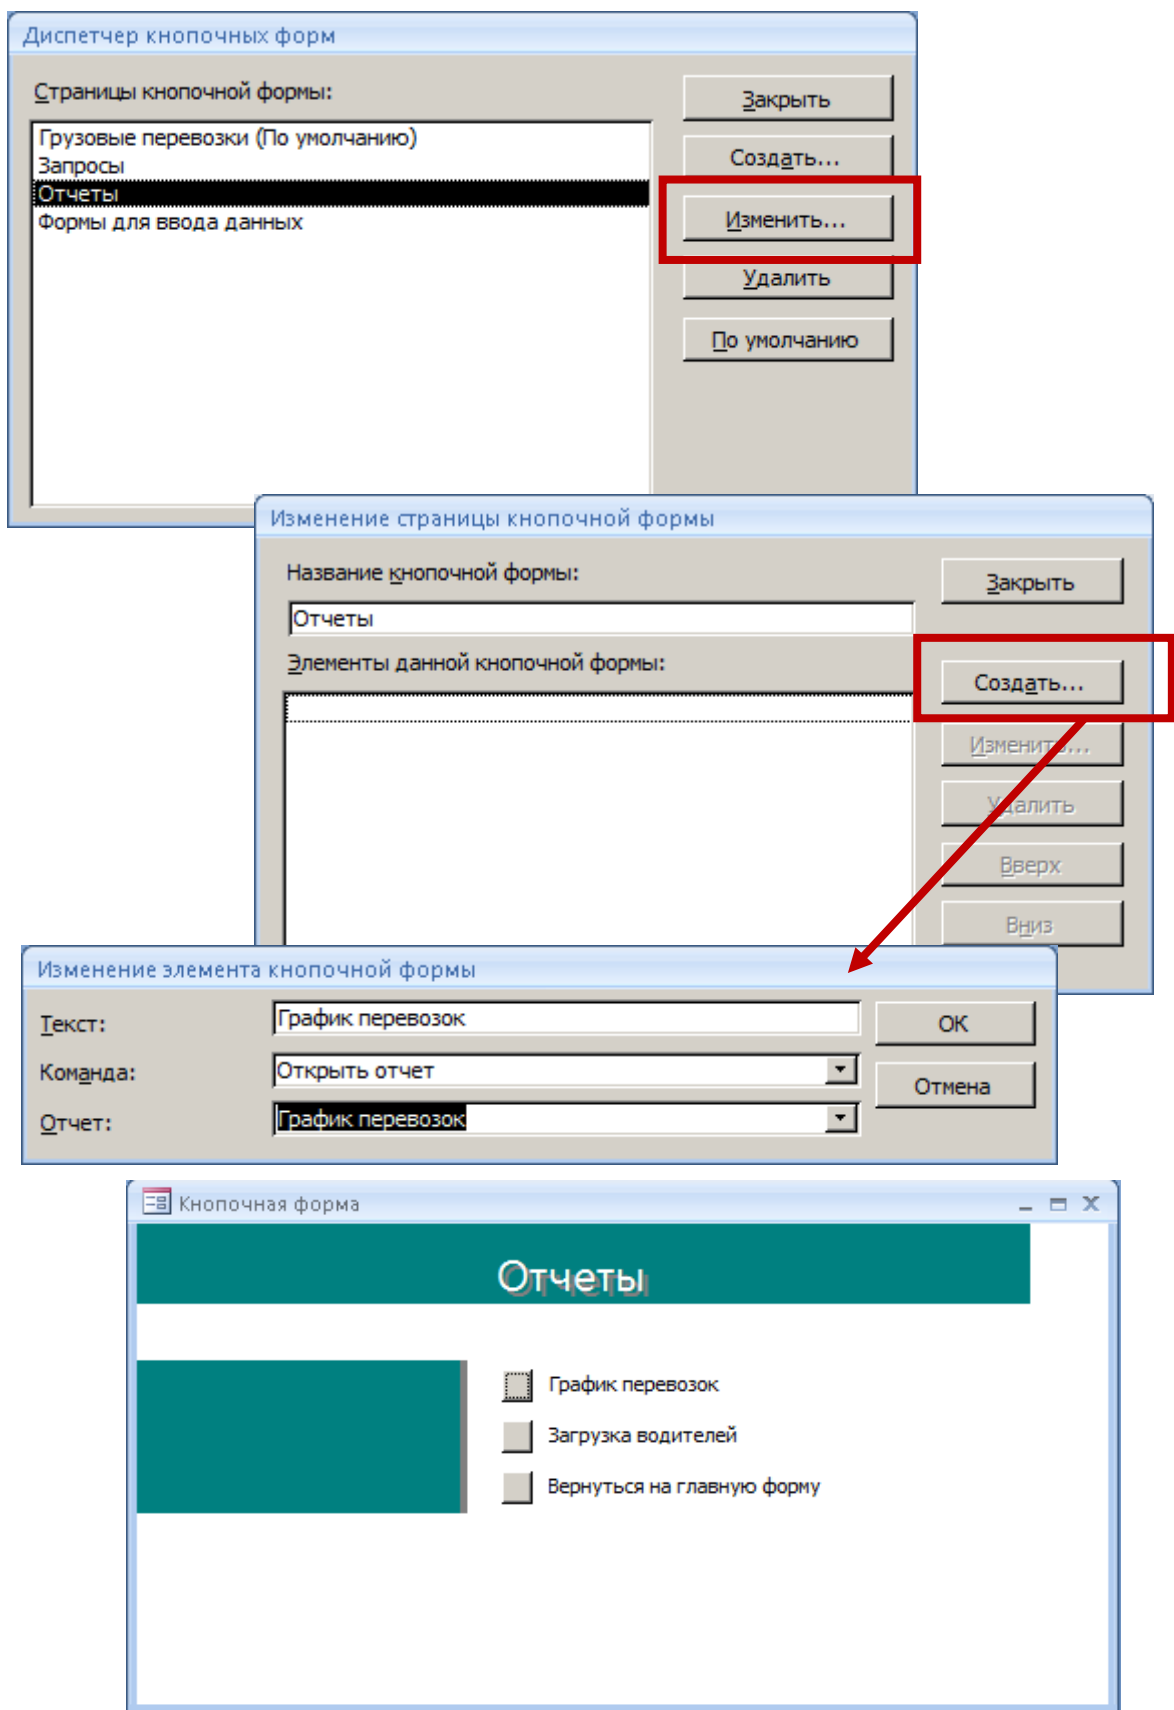 Диспетчер кнопочных форм
Страницы кнопочной формы:
Закрыть
Грузовые перевозки (По умолчанию)
Запросы
Отчеты
Формы для ввода данных
Создать...
Изменить...
Удалить
По умолчанию
Изменение страницы кнопочной формы
Название кнопочной формы:
Закрыть
Отчеты
Элементы данной кнопочной формы:
Создать...
Изменить...
Удалить
Вверх
Вниз
Изменение элемента кнопочной формы
Текст:
График перевозок
ОК
Команда:
Открыть отчет
Отмена
Отчет:
График перевозок
Кнопочная форма
Отчеты
График перевозок
Загрузка водителей
Вернуться на главную форму